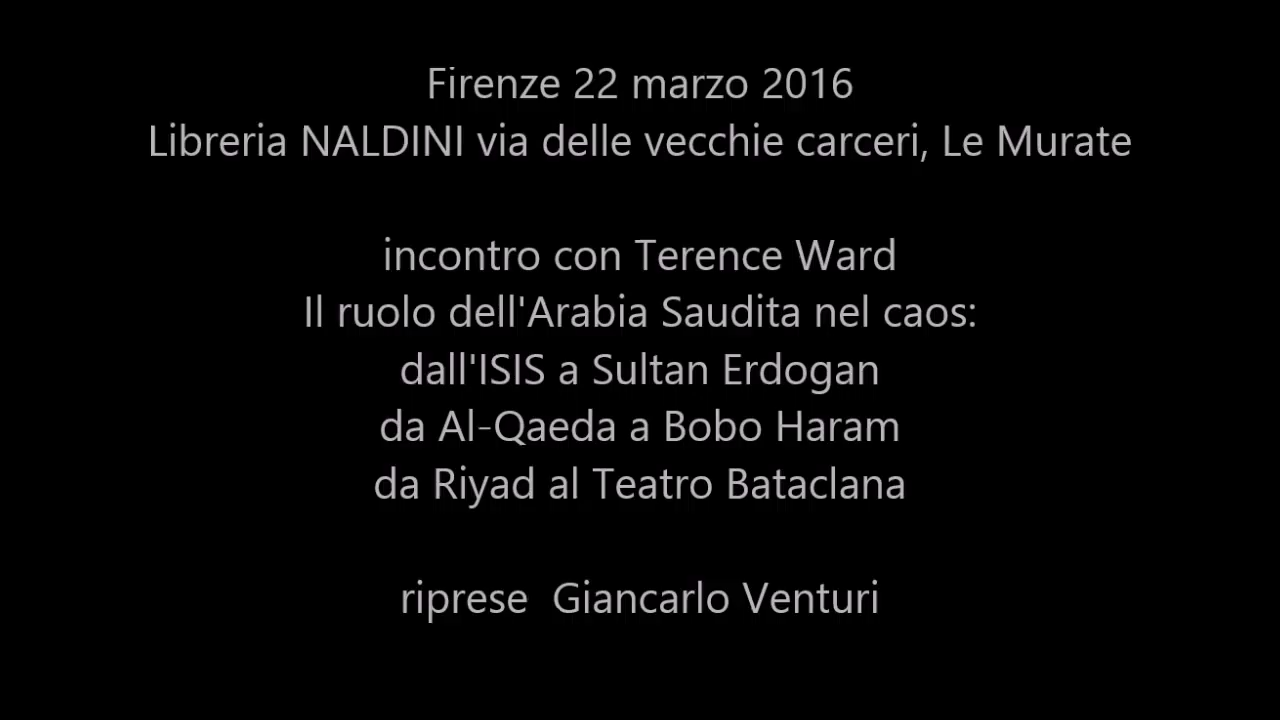 Firenze 22 marzo 2016
Libreria NALDINI via delle vecchie carceri, Le Murate
incontro con Terence Ward
Il ruolo dell'Arabia Saudita nel caos:
dall'ISIS a Sultan Erdogan
da Al-Qaeda a Bobo Haram
da Riyad al Teatro Bataclana
riprese  Giancarlo Venturi